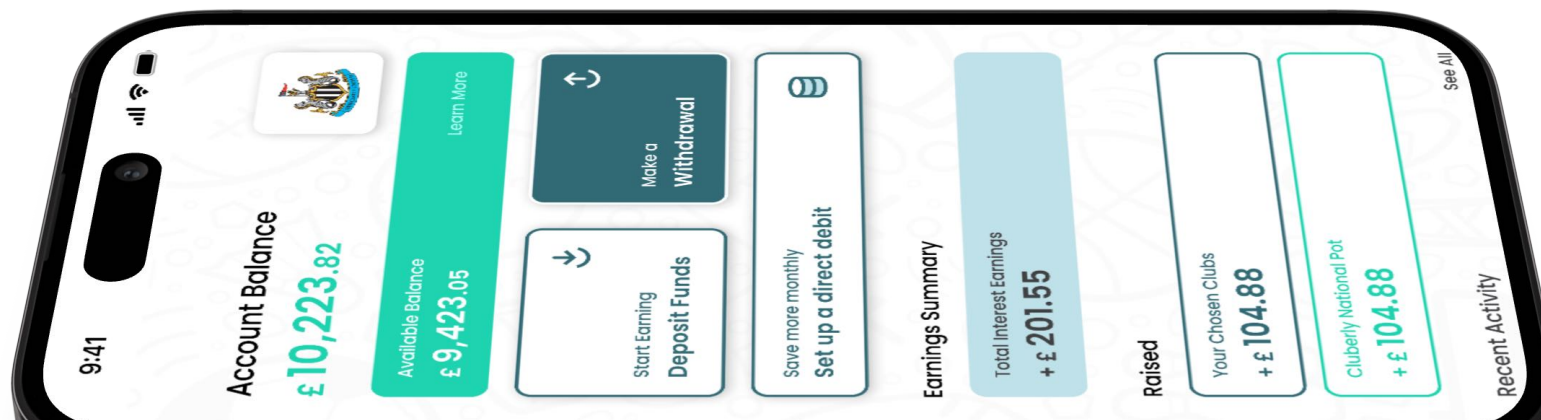 9:41
Account Balance
£10,223.82
Available Balance
£9,423.05
Learn More
Start Earning
Deposit Funds
Make a
Withdrawal
Save more monthly
Set up a direct debit
Earnings Summary
Total Interest Earnings
+ £201.55
Raised
Your Chosen Clubs
+ £104.88
Cluberly National Pot
+ £104.88
Recent Activity
See All